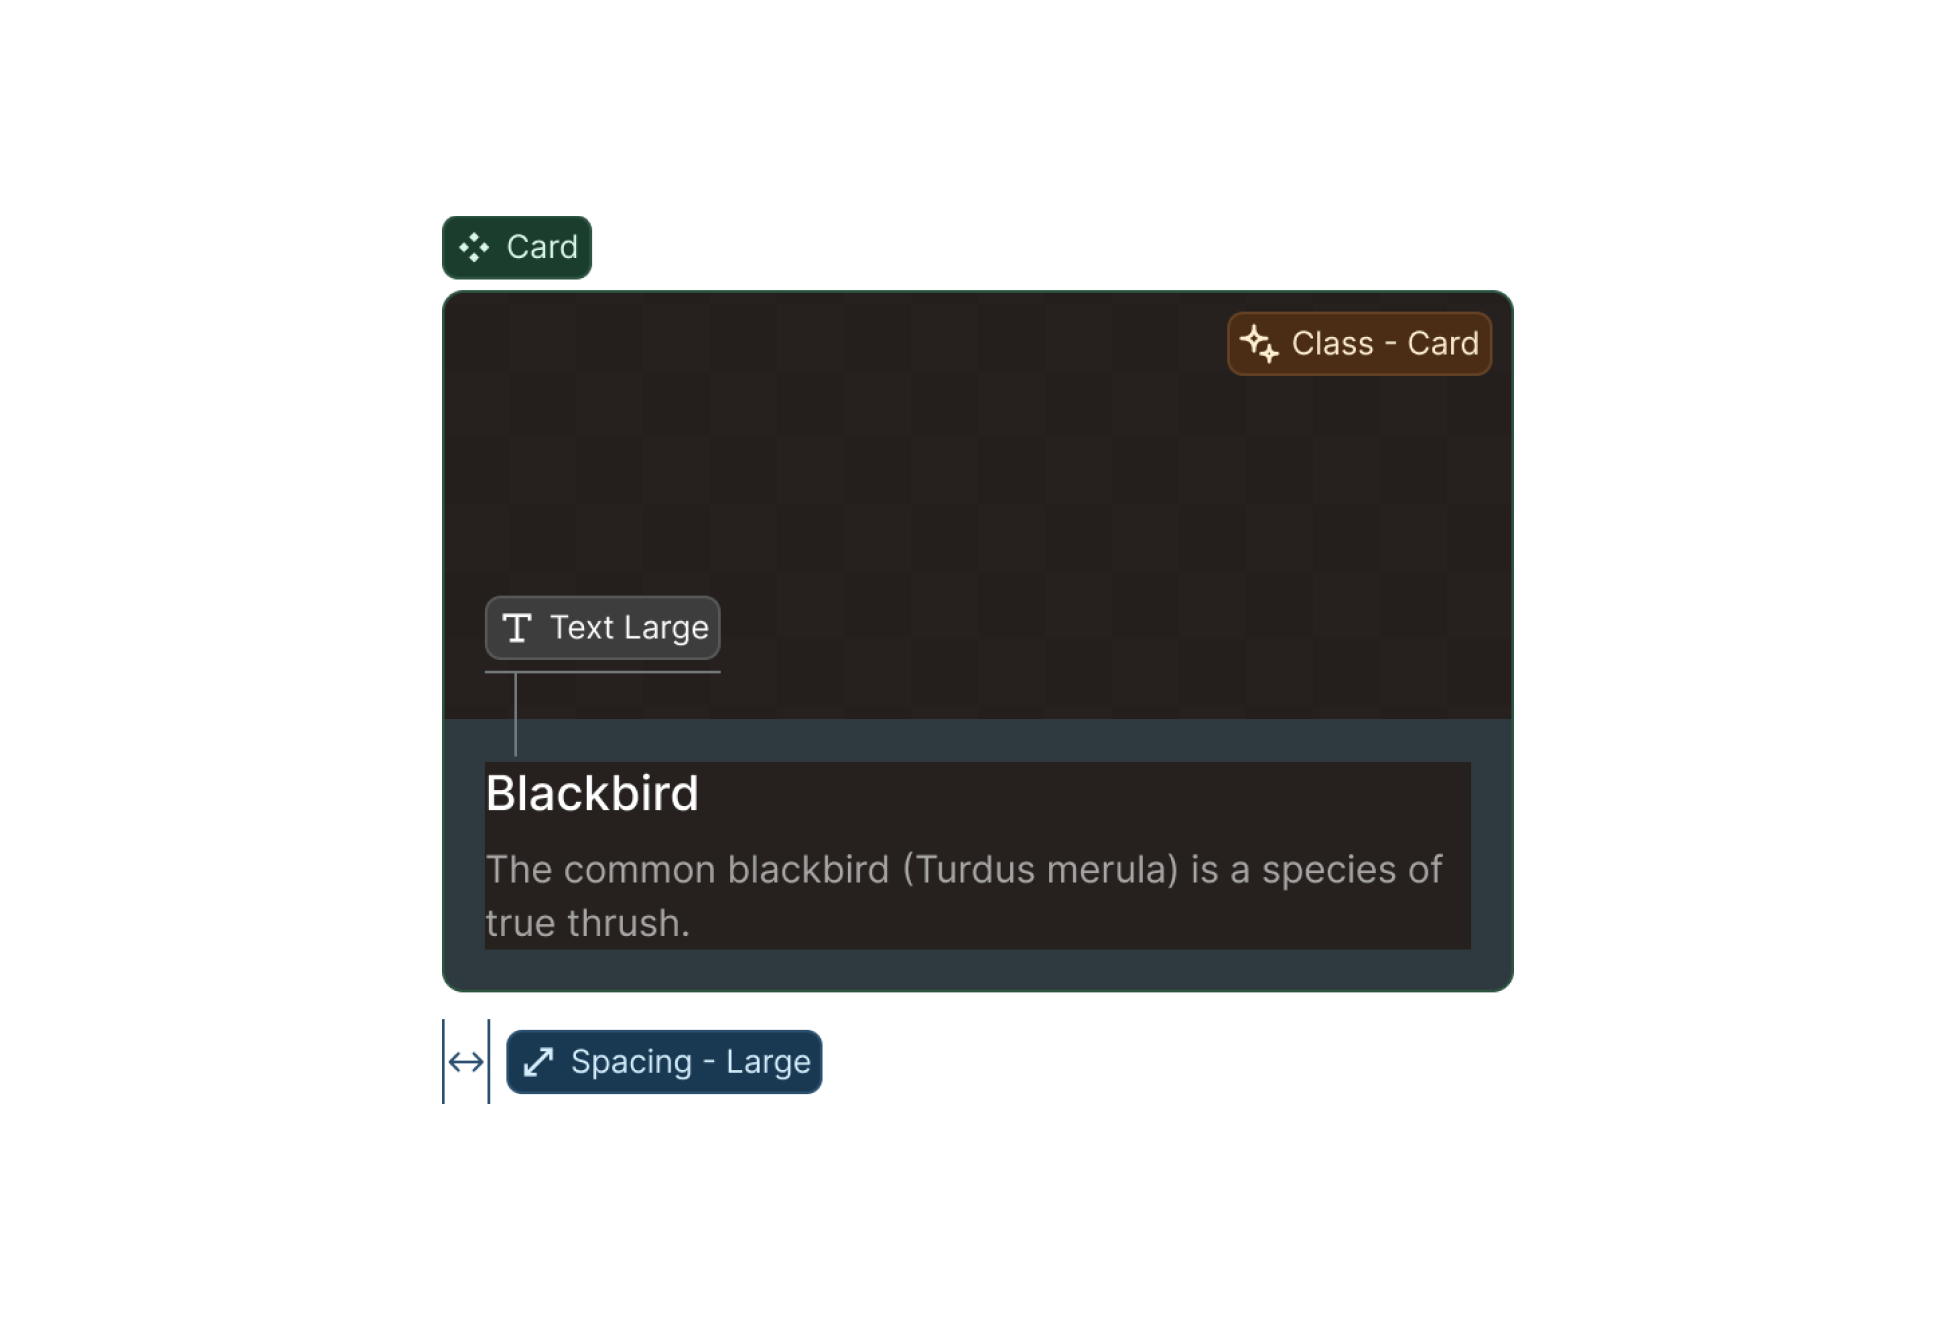 Card
Class - Card
Text Large
Blackbird
The common blackbird (Turdus merula) is a species of
true thrush.
Spacing - Large